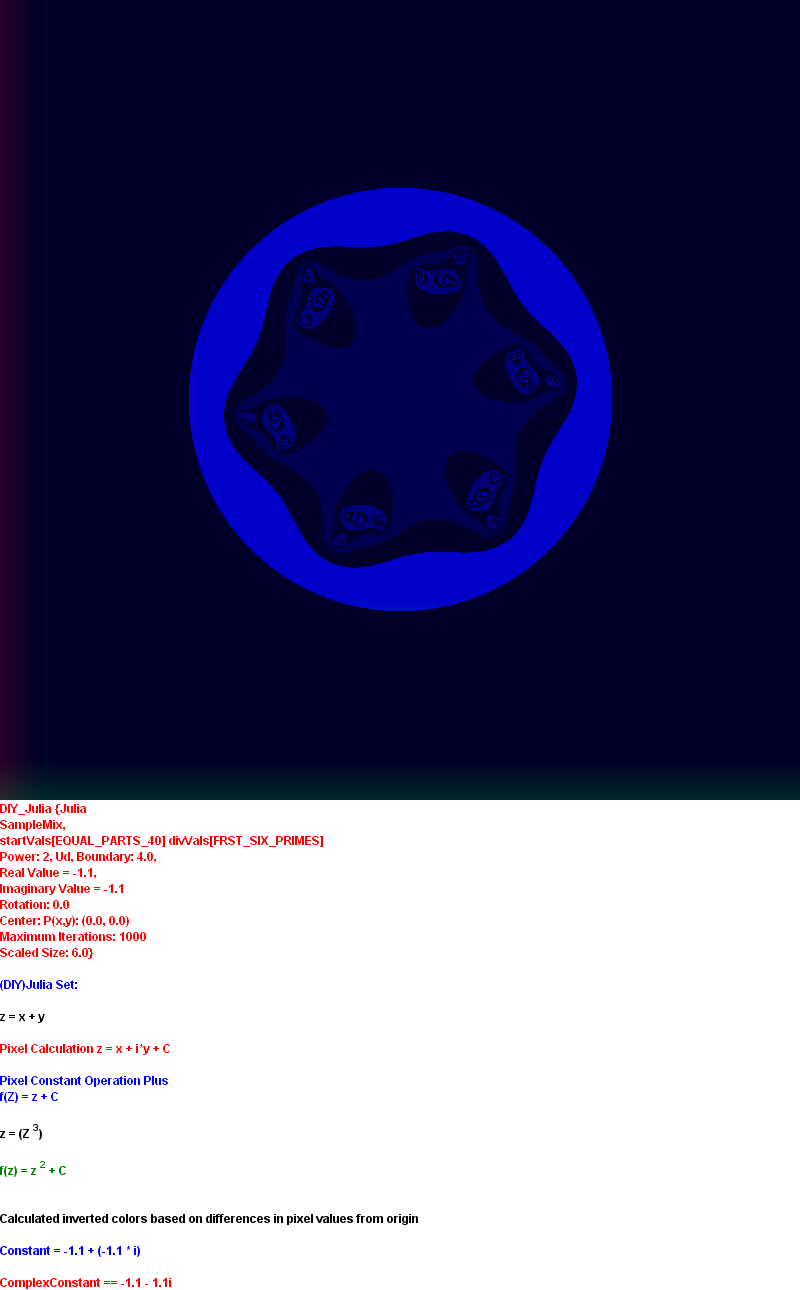 DIY_Julia {Julia
SampleMix,
startVals[EQUAL_PARTS_40] divVals[FRST_SIX_PRIMES]
Power: 2, Ud, Boundary: 4.0,
Real Value = -1.1,
Imaginary Value = -1.1
Rotation: 0.0
Center: P(x,y): (0.0, 0.0)
Maximum Iterations: 1000
Scaled Size: 6.0}
(DIY)Julia Set:
z = x + y
Pixel Calculation z = x + i*y + C
Pixel Constant Operation Plus
f(Z) = z + C
z = (Z 3)
f(z) = z 2 + C
Calculated inverted colors based on differences in pixel values from origin
Constant = -1.1 + (-1.1 * i)
ComplexConstant == -1.1 - 1.1i